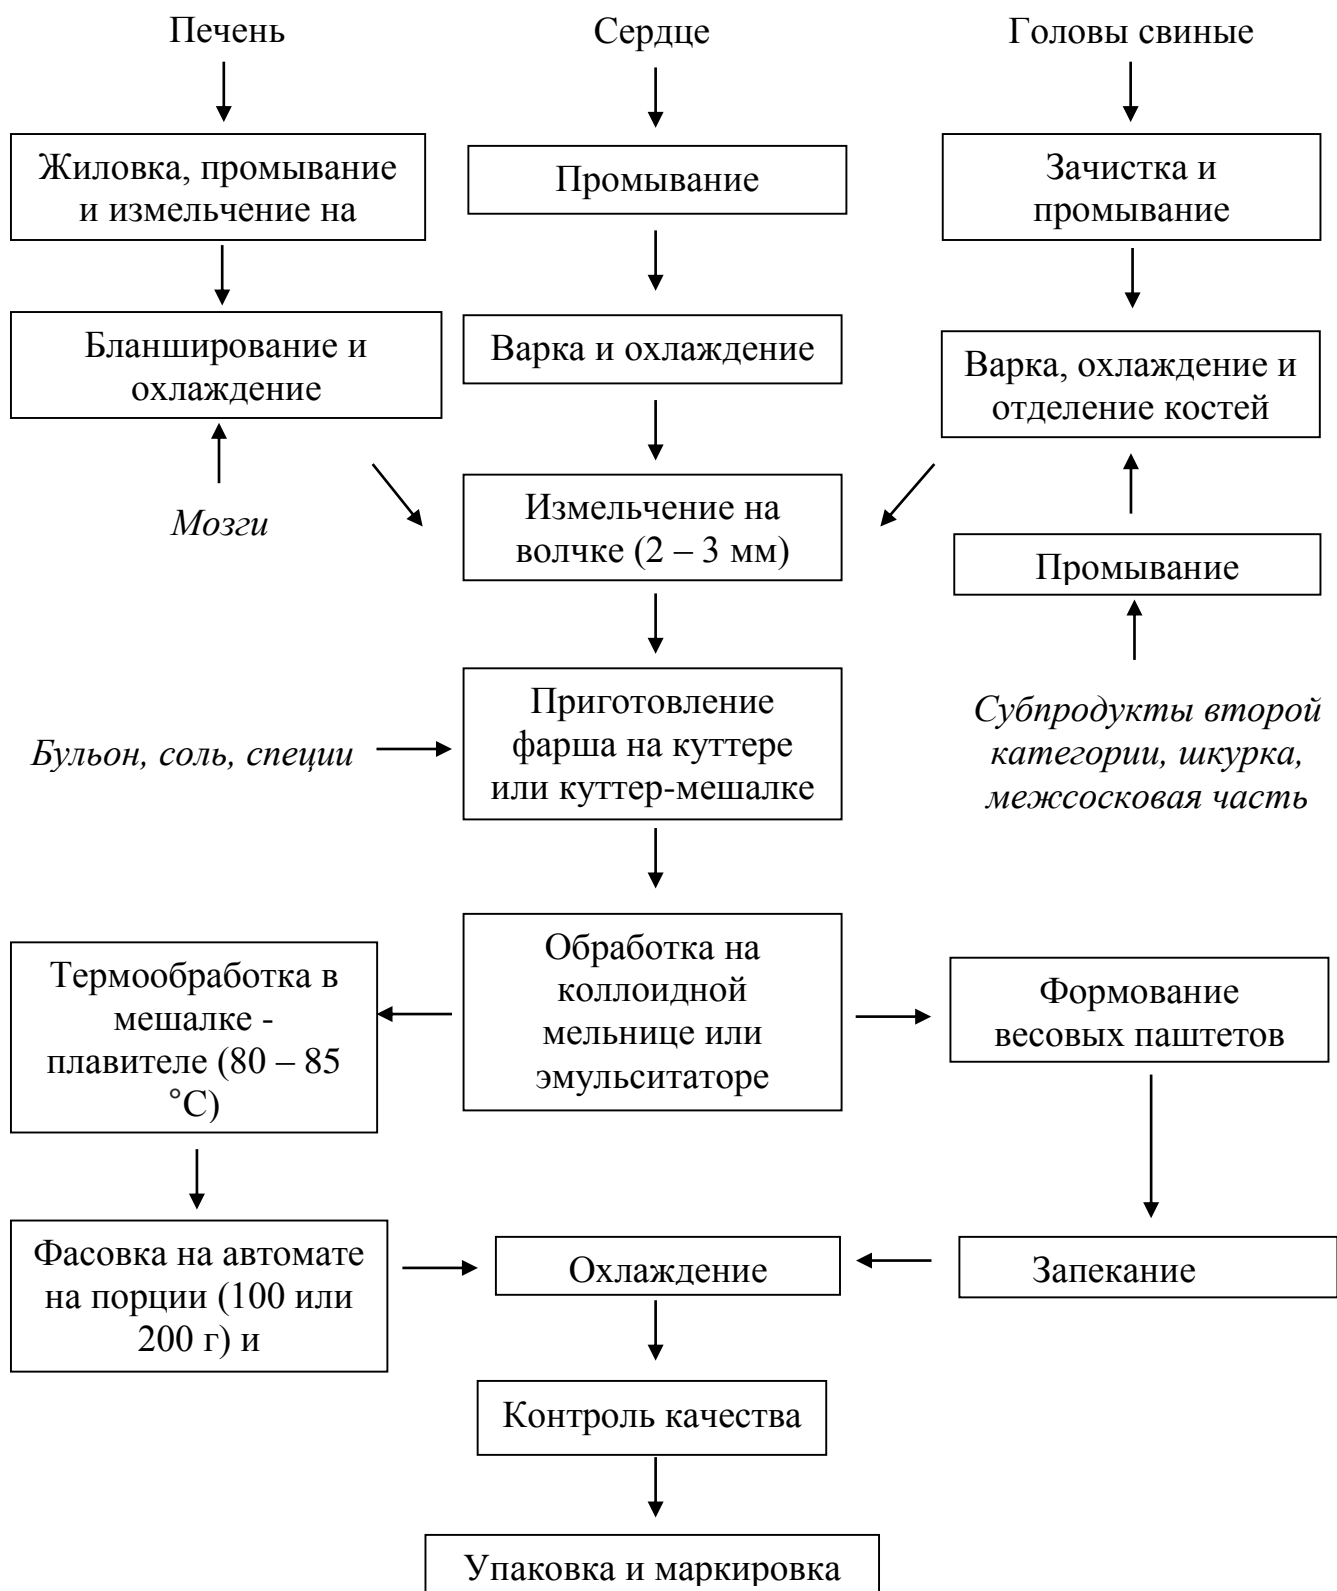 Печень
Сердце
Головы свиные
Жиловка, промывание
и измельчение на
Промывание
Зачистка и
промывание
Бланширование и
охлаждение
Варка и охлаждение
Варка, охлаждение и
отделение костей
Мозги
Измельчение на
волчке (2 – 3 мм)
Промывание
Бульон, соль, специи
Приготовление
фарша на куттере
или куттер-мешалке
Субпродукты второй
категории, шкурка,
межсосковая часть
Термообработка в
мешалке -
плавителе (80 – 85
°С)
Обработка на
коллоидной
мельнице или
эмульситаторе
Формование
весовых паштетов
Фасовка на автомате
на порции (100 или
200 г) и
Охлаждение
Запекание
Контроль качества
Упаковка и маркировка